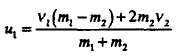 u₁ = (v₁(m₁ − m₂) + 2m₂v₂) / (m₁ + m₂)